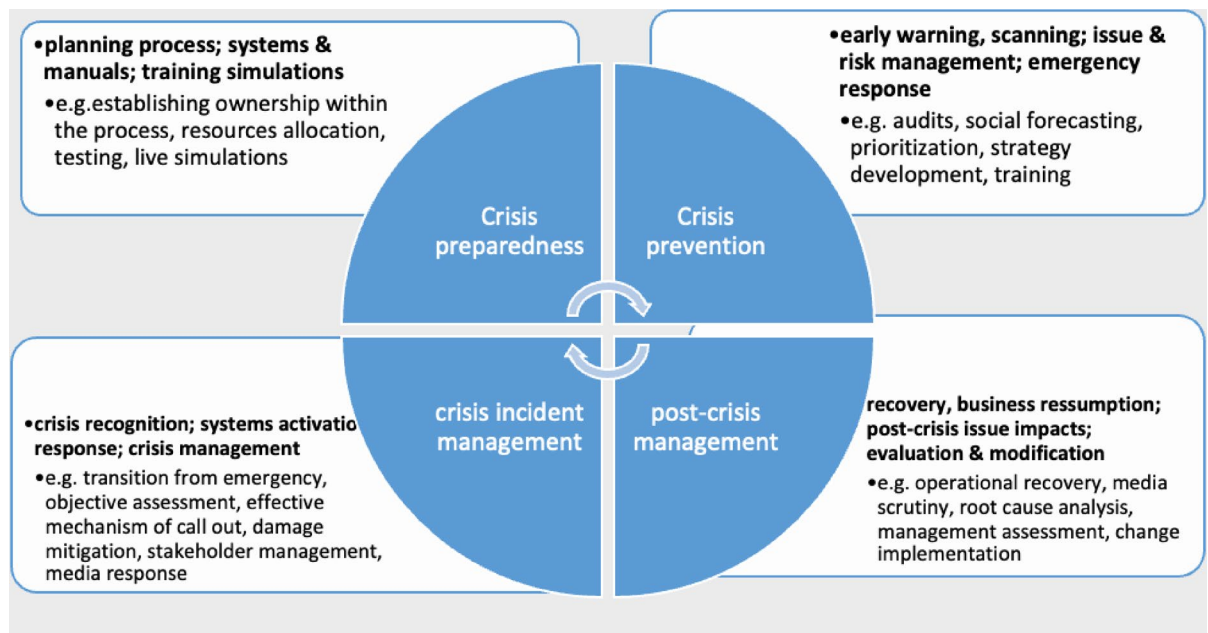 •planning process; systems &
manuals; training simulations
•e.g.establishing ownership within
the process, resources allocation,
testing, live simulations
•early warning, scanning; issue &
risk management; emergency
response
•e.g. audits, social forecasting,
prioritization, strategy
development, training
Crisis
preparedness
Crisis
prevention
crisis incident
management
post-crisis
management
•crisis recognition; systems activatio
response; crisis management
•e.g. transition from emergency,
objective assessment, effective
mechanism of call out, damage
mitigation, stakeholder management,
media response
recovery, business ressumption;
post-crisis issue impacts;
evaluation & modification
•e.g. operational recovery, media
scrutiny, root cause analysis,
management assessment, change
implementation